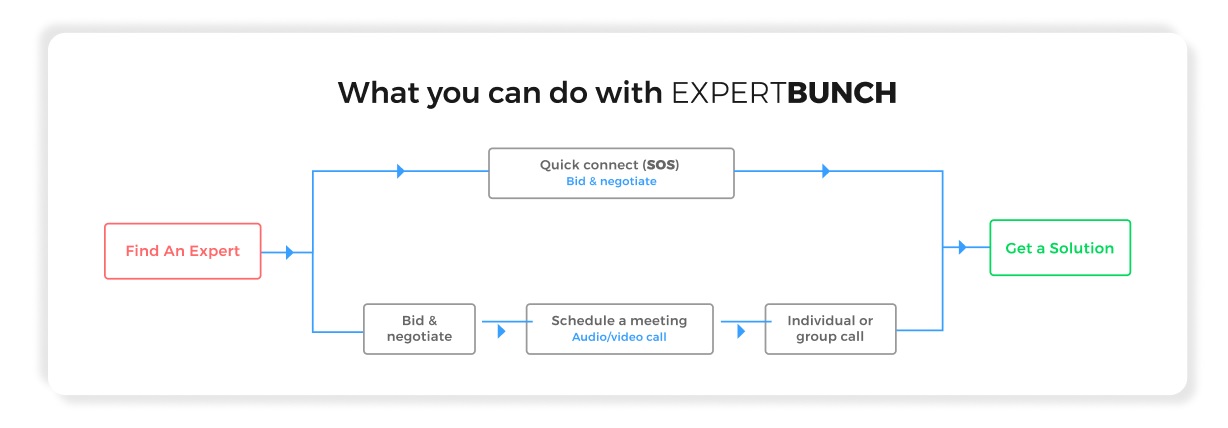 What you can do with EXPERTBUNCH
Quick connect (SOS)
Bid & negotiate
Find An Expert
Get a Solution
Bid &
negotiate
Schedule a meeting
Audio/video call
Individual or
group call